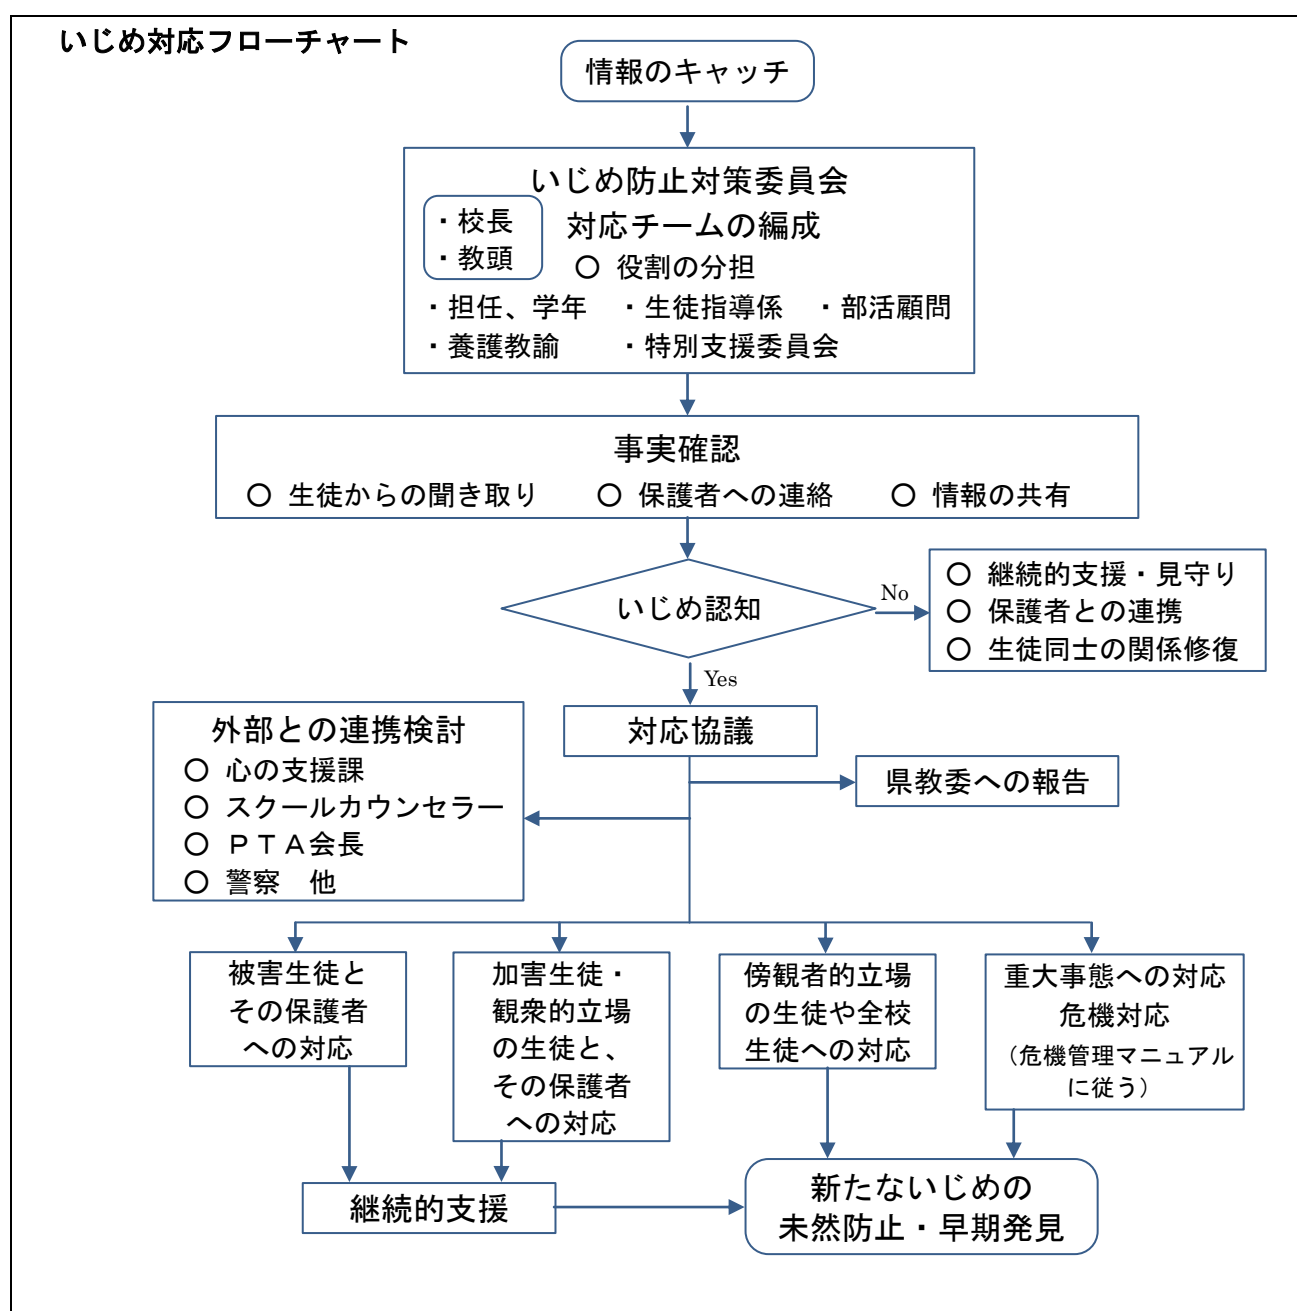 いじめ対応フローチャート
情報のキャッチ
いじめ防止対策委員会
・校長
・教頭
対応チームの編成
○ 役割の分担
・担任、学年 ・生徒指導係 ・部活顧問
・養護教諭 ・特別支援委員会
事実確認
○ 生徒からの聞き取り ○ 保護者への連絡 ○ 情報の共有
いじめ認知
No
○ 継続的支援・見守り
○ 保護者との連携
○ 生徒同士の関係修復
Yes
対応協議
外部との連携検討
○ 心の支援課
○ スクールカウンセラー
○ ＰＴＡ会長
○ 警察　他
県教委への報告
被害生徒と
その保護者
への対応
加害生徒・
観衆的立場
の生徒と、
その保護者
への対応
傍観者的立場
の生徒や全校
生徒への対応
重大事態への対応
危機対応
（危機管理マニュアル
に従う）
継続的支援
新たないじめの
未然防止・早期発見